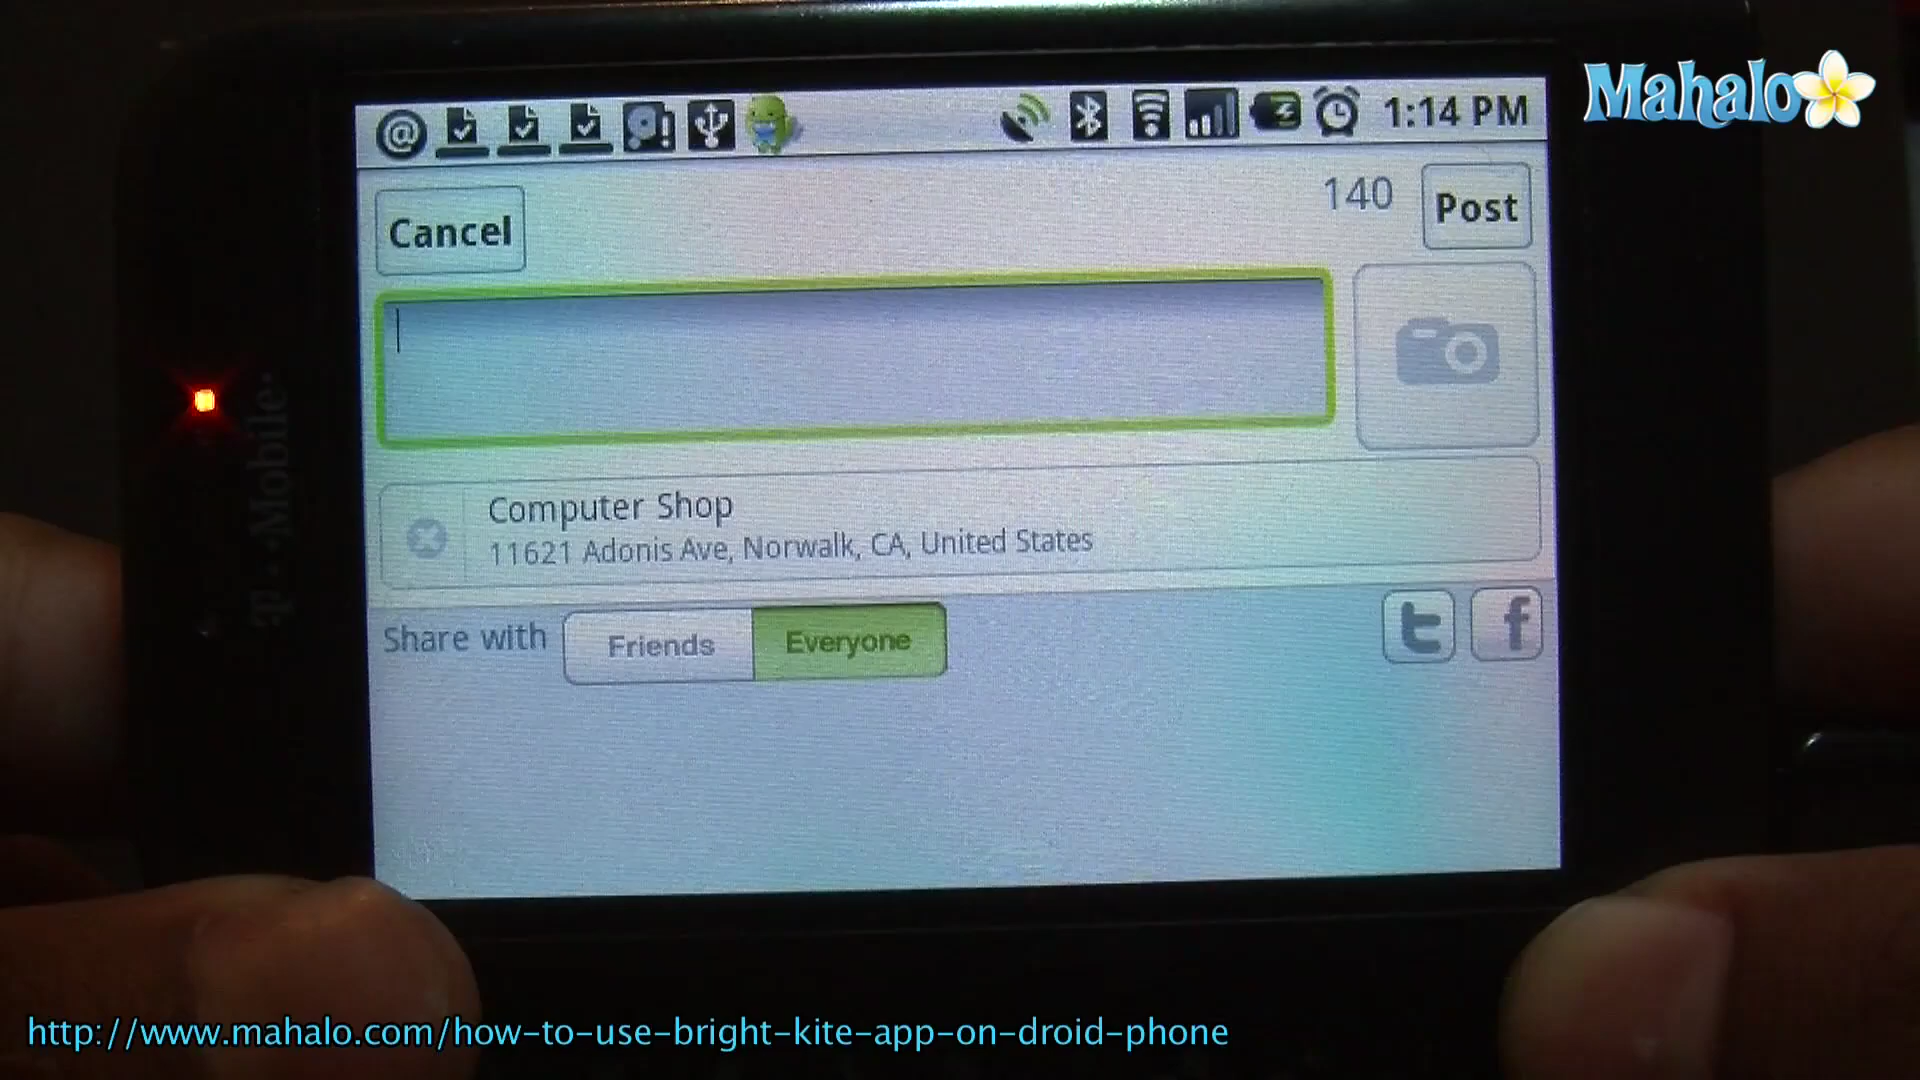 Mahalo
1:14 PM
Cancel
140
Post
Computer Shop
11621 Adonis Ave, Norwalk, CA, United States
Share with
Friends
Everyone
t
f
T-Mobile
http://www.mahalo.com/how-to-use-bright-kite-app-on-droid-phone